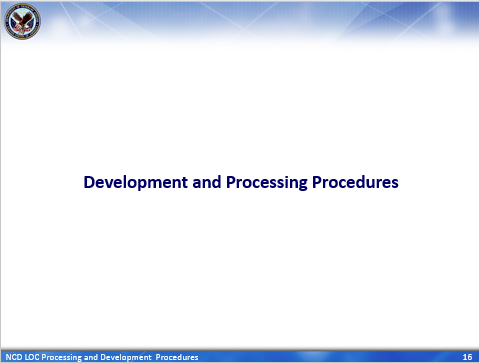 Development and Processing Procedures
NCD LOC Processing and Development Procedures
16